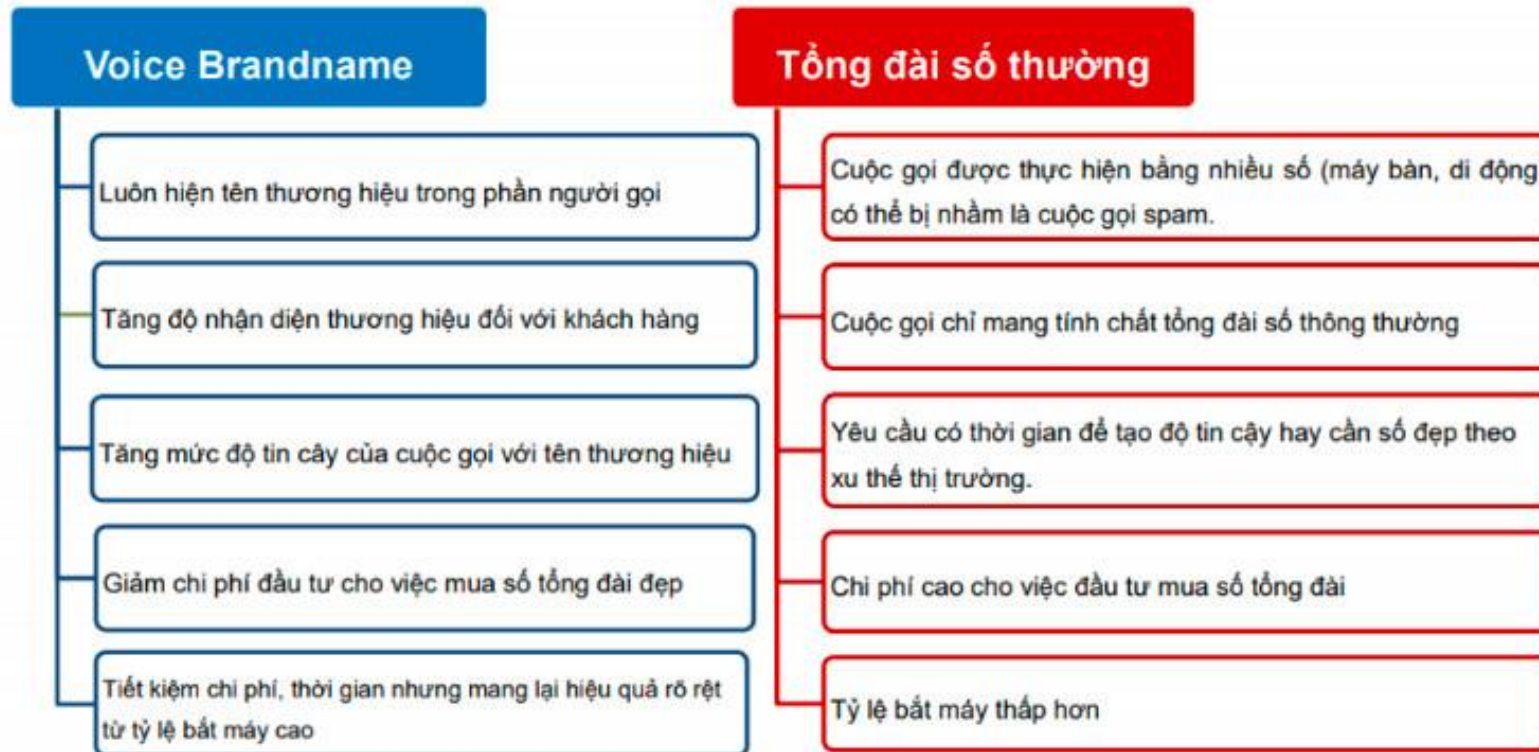 Voice Brandname
Luôn hiện tên thương hiệu trong phần người gọi
Tăng độ nhận diện thương hiệu đối với khách hàng
Tăng mức độ tin cây của cuộc gọi với tên thương hiệu
Giảm chi phí đầu tư cho việc mua số tổng đài đẹp
Tiết kiệm chi phí, thời gian nhưng mang lại hiệu quả rõ rệt
từ tỷ lệ bắt máy cao
Tổng đài số thường
Cuộc gọi được thực hiện bằng nhiều số (máy bàn, di động
có thể bị nhầm là cuộc gọi spam.
Cuộc gọi chỉ mang tính chất tổng đài số thông thường
Yêu cầu có thời gian để tạo độ tin cậy hay cần số đẹp theo
xu thế thị trường.
Chi phí cao cho việc đầu tư mua số tổng đài
Tỷ lệ bắt máy thấp hơn